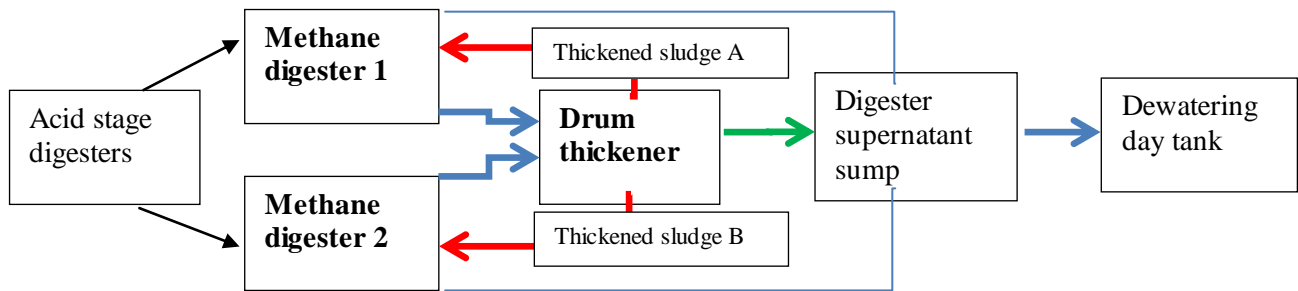 Acid stage
digesters
Methane
digester 1
Methane
digester 2
Thickened sludge A
Drum
thickener
Thickened sludge B
Digester
supernatant
sump
Dewatering
day tank